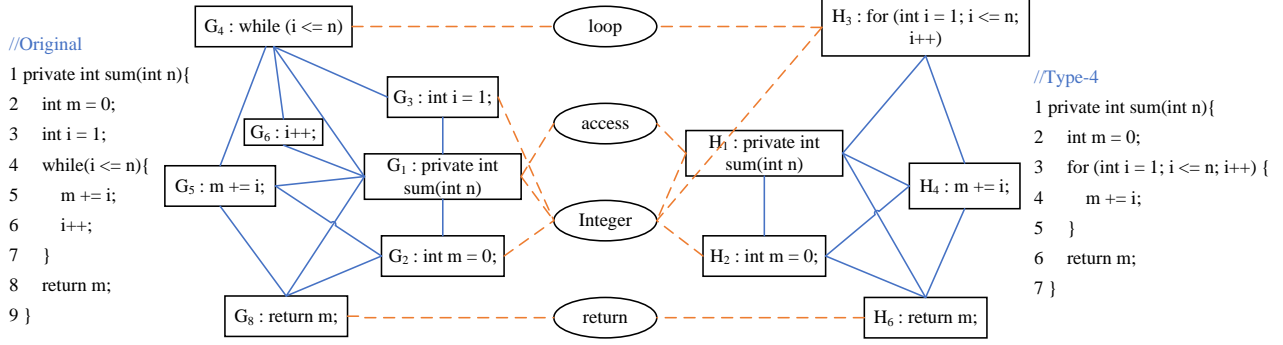 //Original
1 private int sum(int n){
2 int m = 0;
3 int i = 1;
4 while(i <= n){
5 m += i;
6 i++;
7 }
8 return m;
9 }
G4 : while (i <= n)
G3 : int i = 1;
G6 : i++;
G1 : private int
sum(int n)
G5 : m += i;
G2 : int m = 0;
G8 : return m;
loop
access
Integer
return
H3 : for (int i = 1; i <= n;
i++)
H1 : private int
sum(int n)
H4 : m += i;
H2 : int m = 0;
H6 : return m;
//Type-4
1 private int sum(int n){
2 int m = 0;
3 for (int i = 1; i <= n; i++) {
4 m += i;
5 }
6 return m;
7 }